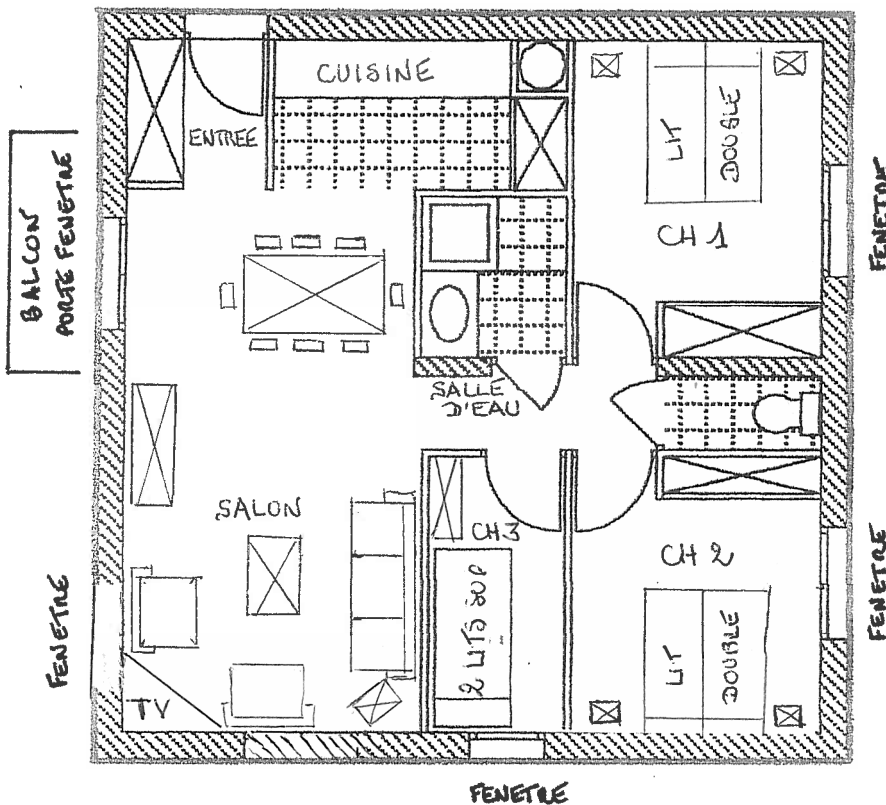 CUISINE
ENTREE
LIT
DOUBLE
BALCON
PORTE FENETRE
FENETRE
CH 1
SALLE
D'EAU
SALON
CH3
CH 2
FENETRE
FENETRE
2 LITS SUP
LIT
DOUBLE
TV
FENETRE